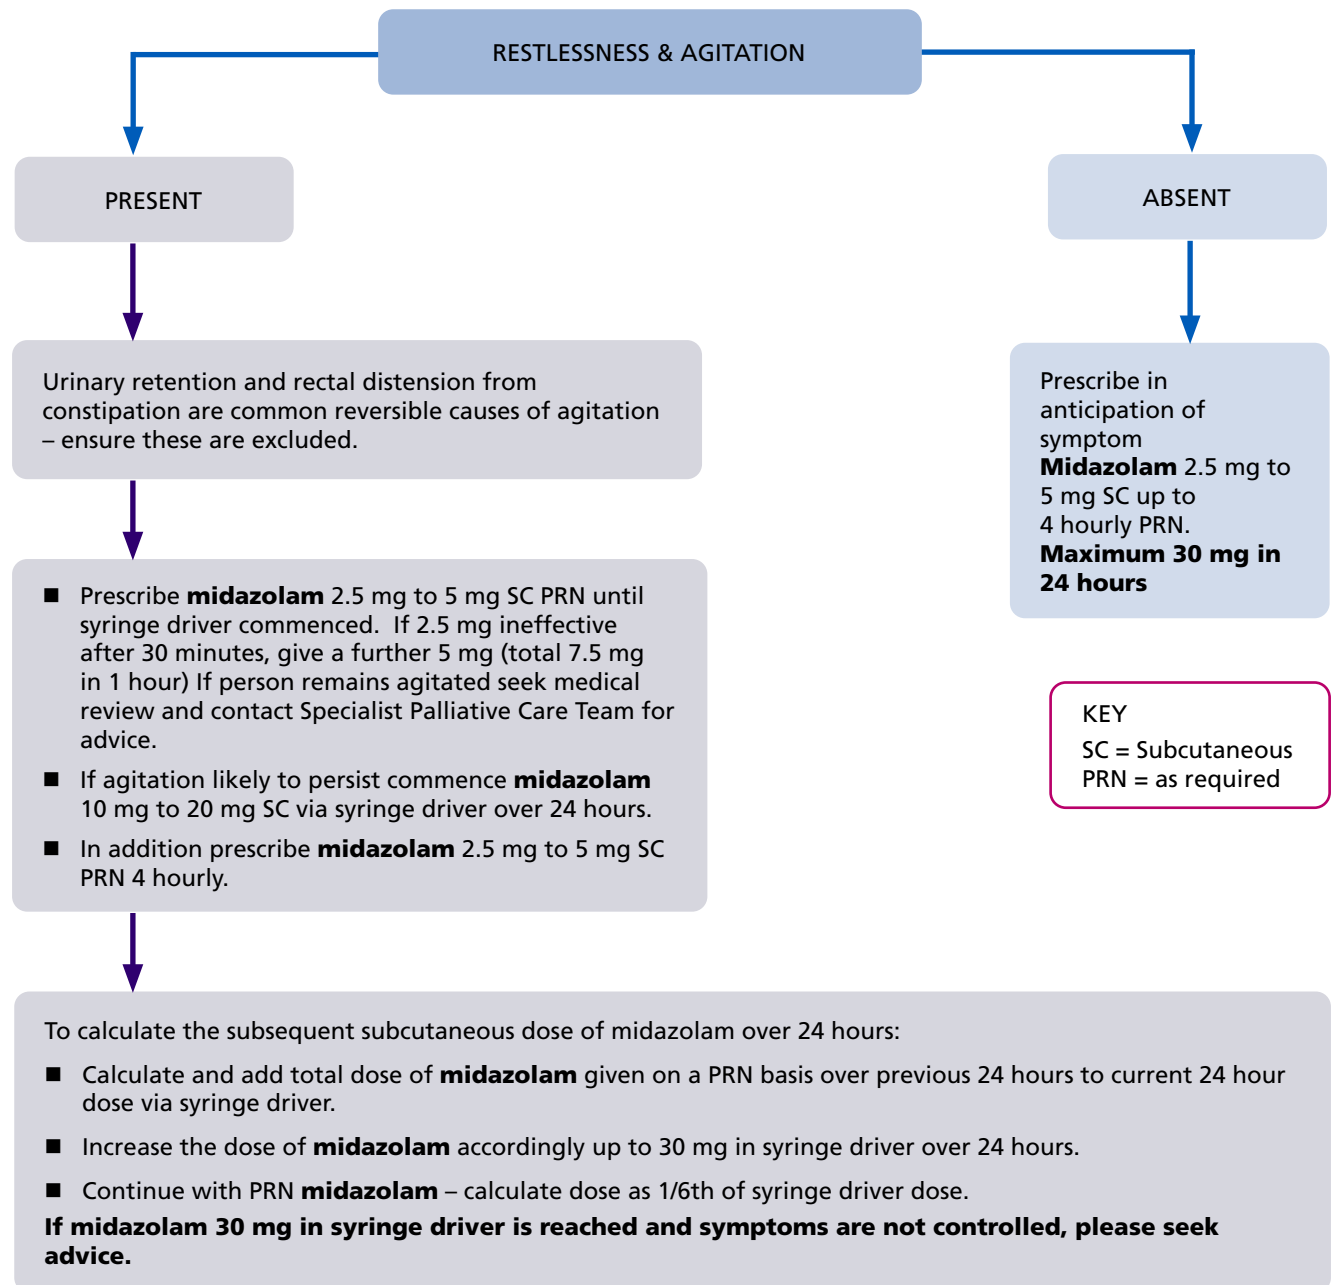 RESTLESSNESS & AGITATION
PRESENT
ABSENT
Urinary retention and rectal distension from
constipation are common reversible causes of agitation
– ensure these are excluded.
Prescribe in
anticipation of
symptom
Midazolam 2.5 mg to
5 mg SC up to
4 hourly PRN.
Maximum 30 mg in
24 hours
■ Prescribe midazolam 2.5 mg to 5 mg SC PRN until
syringe driver commenced.  If 2.5 mg ineffective
after 30 minutes, give a further 5 mg (total 7.5 mg
in 1 hour) If person remains agitated seek medical
review and contact Specialist Palliative Care Team for
advice.
■ If agitation likely to persist commence midazolam
10 mg to 20 mg SC via syringe driver over 24 hours.
■ In addition prescribe midazolam 2.5 mg to 5 mg SC
PRN 4 hourly.
KEY
SC = Subcutaneous
PRN = as required
To calculate the subsequent subcutaneous dose of midazolam over 24 hours:
■ Calculate and add total dose of midazolam given on a PRN basis over previous 24 hours to current 24 hour
dose via syringe driver.
■ Increase the dose of midazolam accordingly up to 30 mg in syringe driver over 24 hours.
■ Continue with PRN midazolam – calculate dose as 1/6th of syringe driver dose.
If midazolam 30 mg in syringe driver is reached and symptoms are not controlled, please seek
advice.